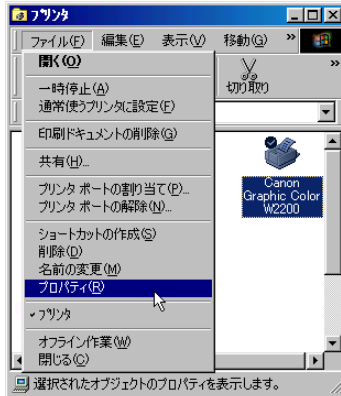 プリンタ
ファイル(F) 編集(E) 表示(V) 移動(G) »
開く(O)
一時停止(A)
通常使うプリンタに設定(F)
印刷ドキュメントの削除(G)
共有(H)...
プリンタ ポートの割り当て(P)...
プリンタ ポートの解除(N)...
ショートカットの作成(S)
削除(D)
名前の変更(M)
プロパティ(R)
プリンタ
オフライン作業(W)
閉じる(C)
切り取り
»
Canon
Graphic Color
W2200
選択されたオブジェクトのプロパティを表示します。